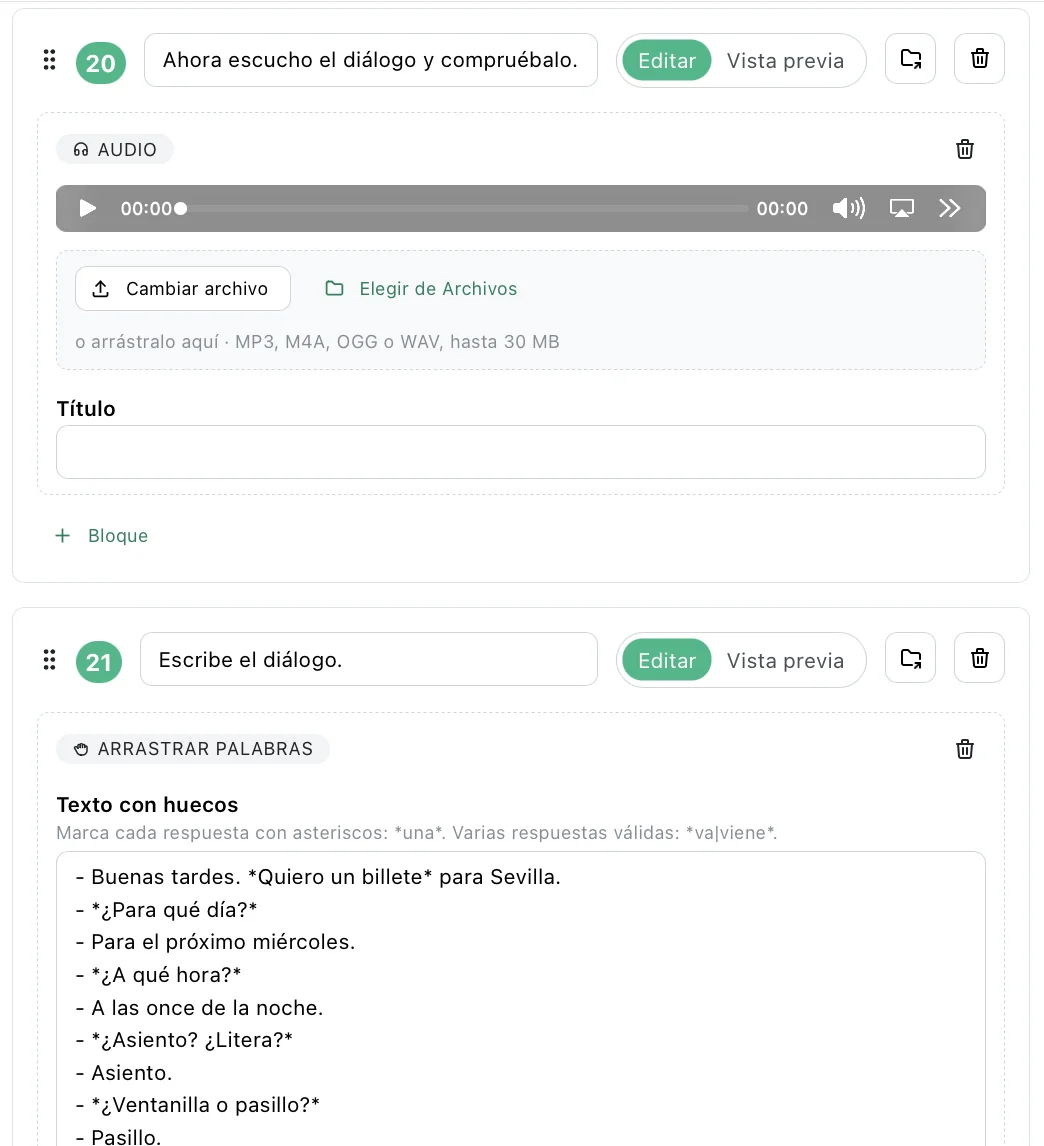 20 Ahora escucho el diálogo y compruébalo. Editar Vista previa
AUDIO
00:00 00:00
Cambiar archivo Elegir de Archivos
o arrástralo aquí · MP3, M4A, OGG o WAV, hasta 30 MB
Título
+ Bloque
21 Escribe el diálogo. Editar Vista previa
ARRASTRAR PALABRAS
Texto con huecos
Marca cada respuesta con asteriscos: *una*. Varias respuestas válidas: *va|viene*.
- Buenas tardes. *Quiero un billete* para Sevilla.
- *¿Para qué día?*
- Para el próximo miércoles.
- *¿A qué hora?*
- A las once de la noche.
- *¿Asiento? ¿Litera?*
- Asiento.
- *¿Ventanilla o pasillo?*
- Pasillo.